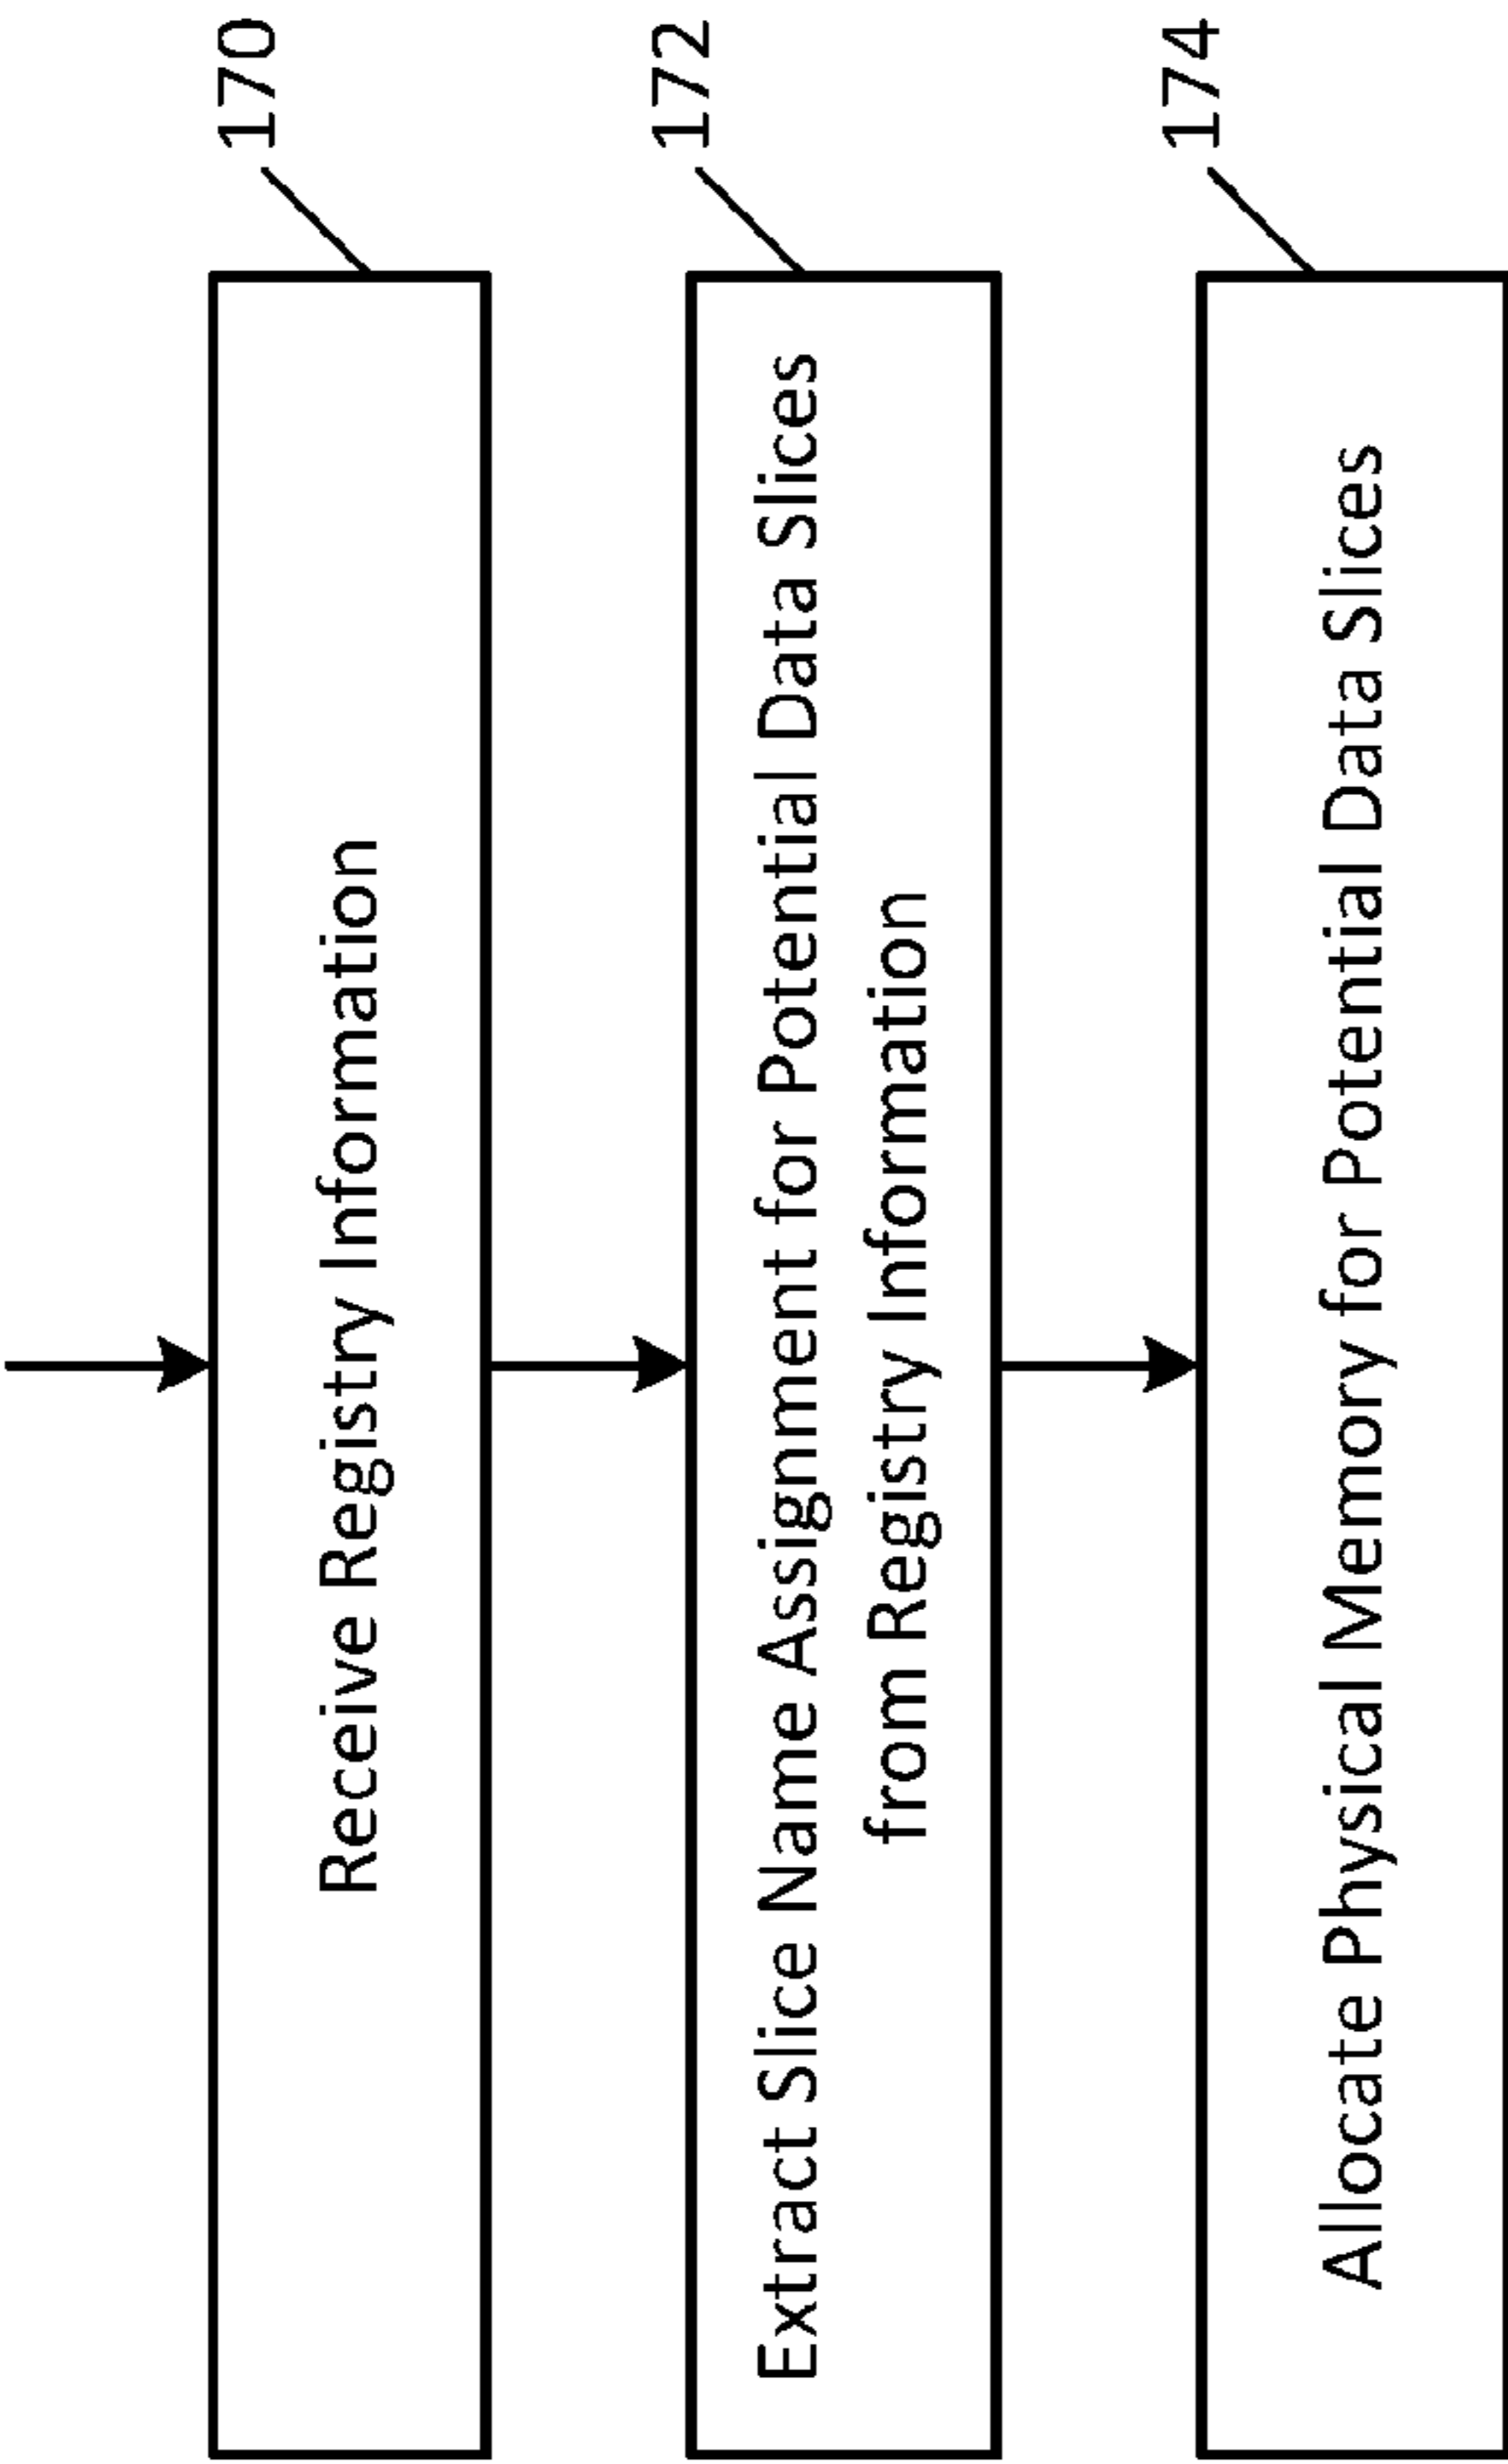 170
Receive Registry Information
172
Extract Slice Name Assignment for Potential Data Slices
from Registry Information
174
Allocate Physical Memory for Potential Data Slices